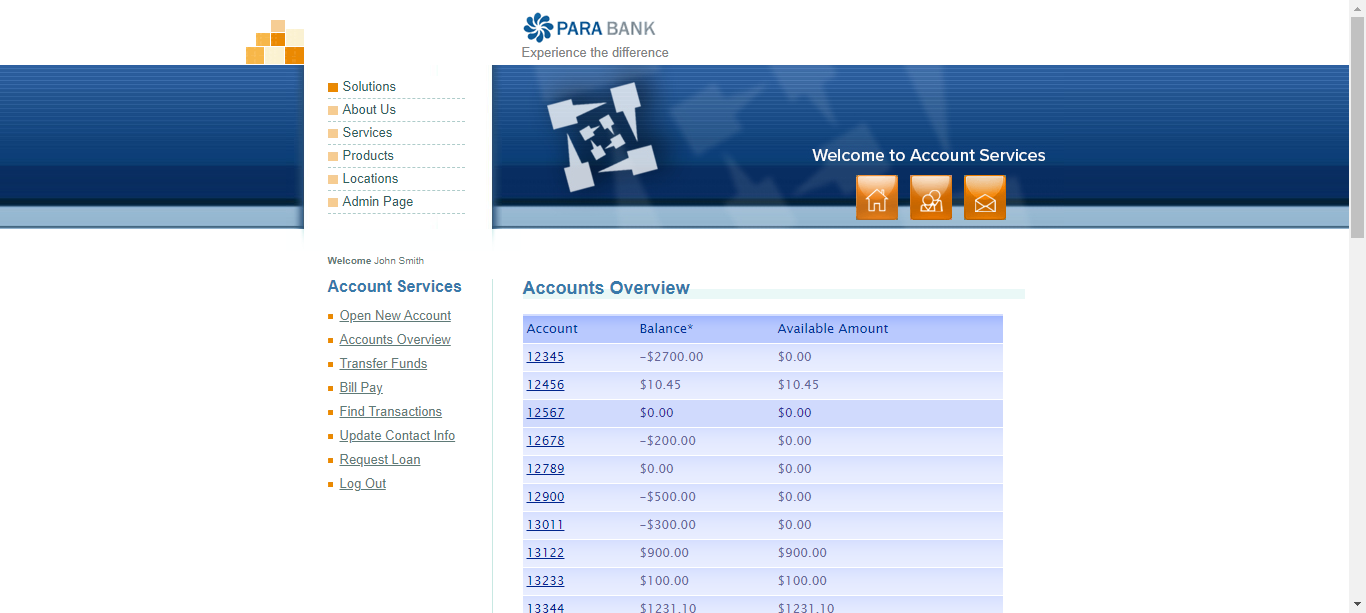 PARA BANK
Experience the difference
Solutions
About Us
Services
Products
Locations
Admin Page
Welcome to Account Services
Welcome John Smith
Account Services
Open New Account
Accounts Overview
Transfer Funds
Bill Pay
Find Transactions
Update Contact Info
Request Loan
Log Out
Accounts Overview
Account Balance* Available Amount
12345 -$2700.00 $0.00
12456 $10.45 $10.45
12567 $0.00 $0.00
12678 -$200.00 $0.00
12789 $0.00 $0.00
12900 -$500.00 $0.00
13011 -$300.00 $0.00
13122 $900.00 $900.00
13233 $100.00 $100.00
13344 $1231.10 $1231.10